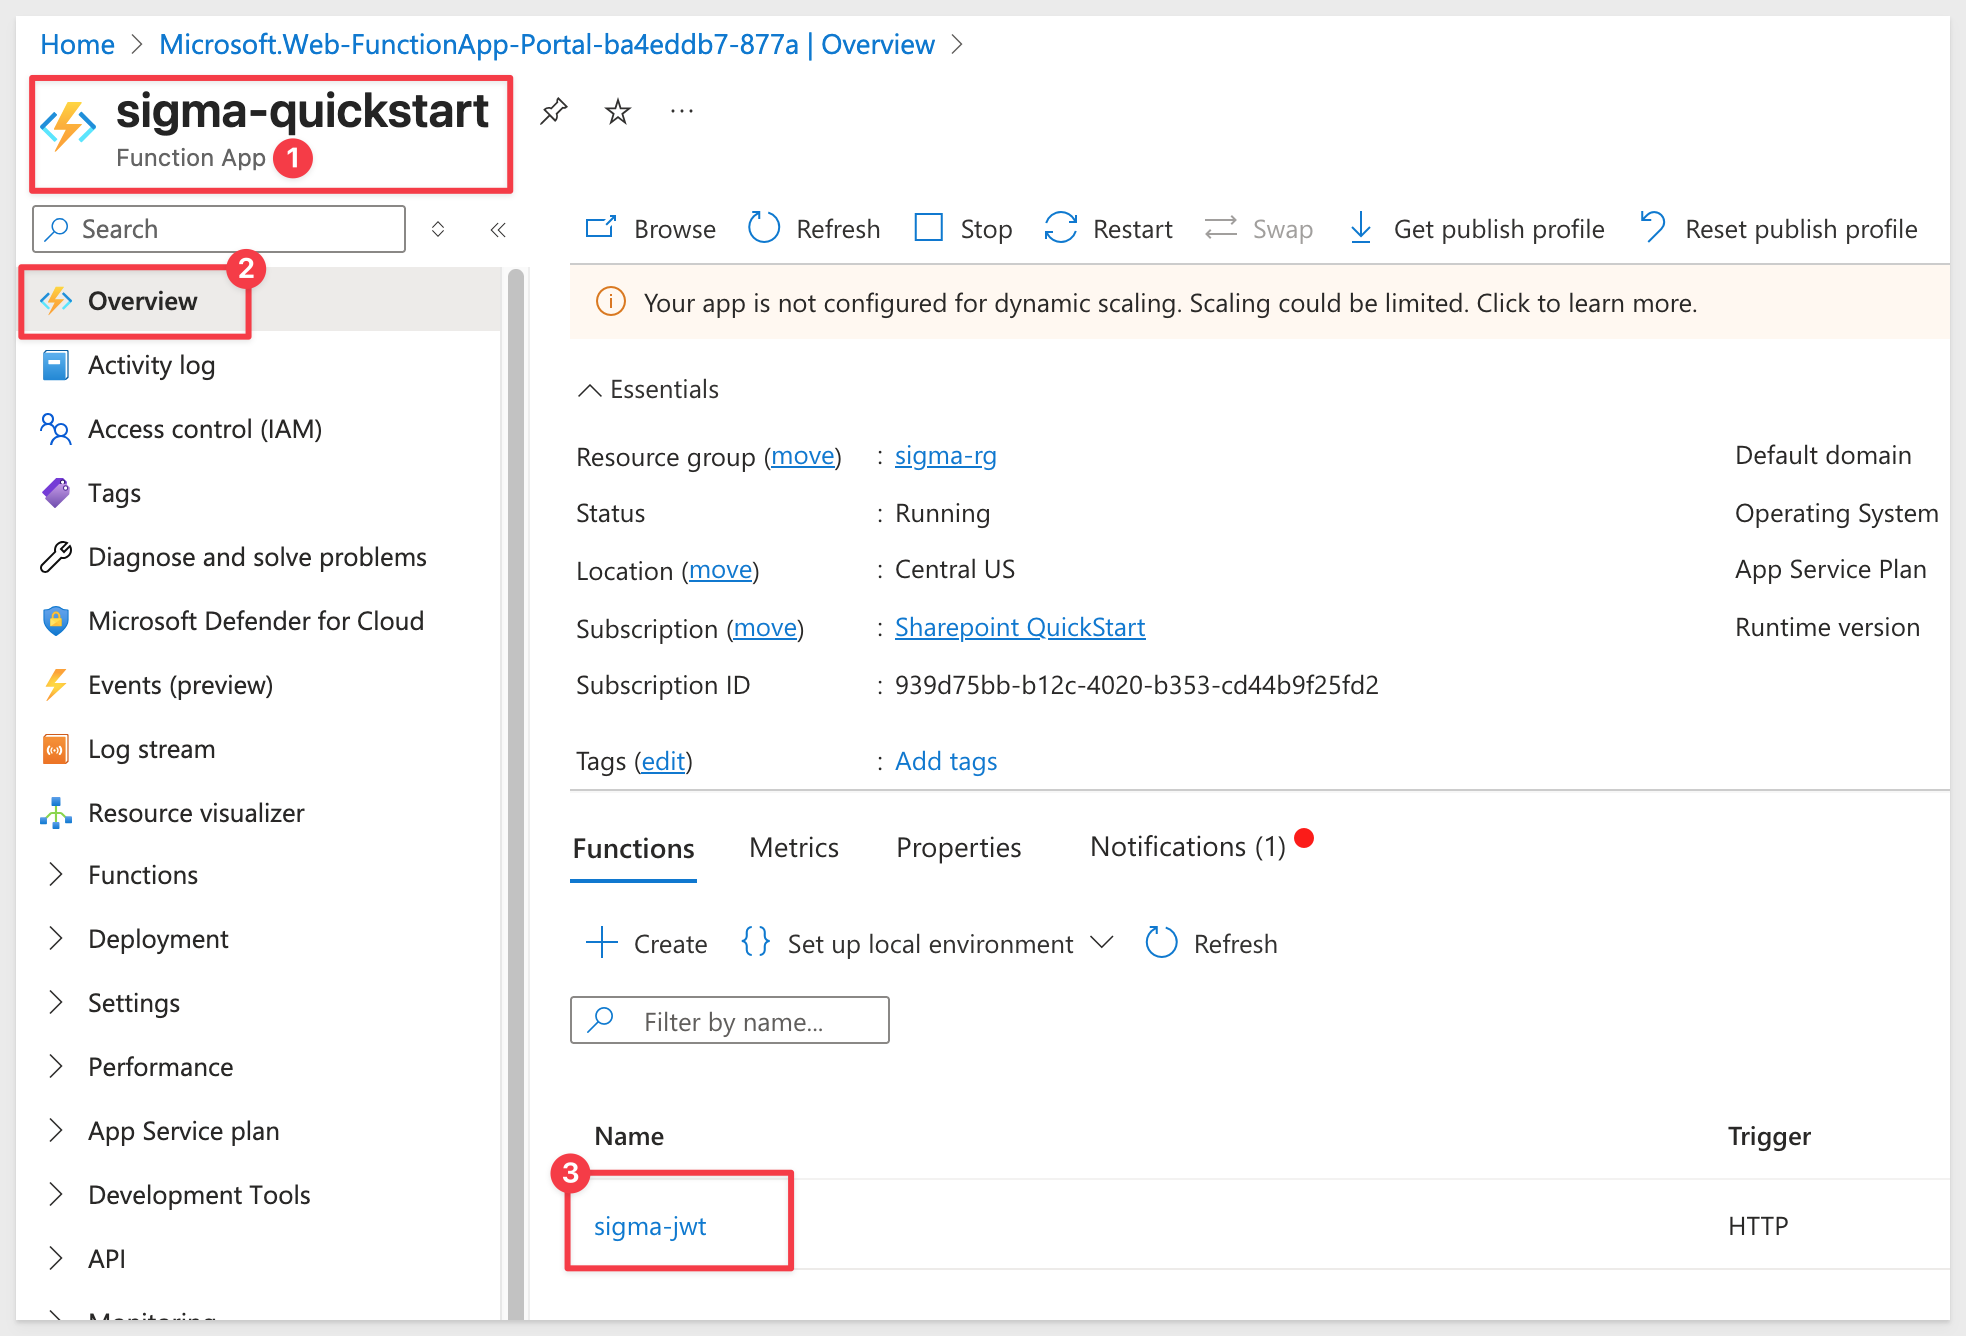 Home > Microsoft.Web-FunctionApp-Portal-ba4eddb7-877a | Overview >
sigma-quickstart
Function App 1
Search
Browse Refresh Stop Restart Swap Get publish profile Reset publish profile
2
Overview
Your app is not configured for dynamic scaling. Scaling could be limited. Click to learn more.
Activity log
Access control (IAM)
Tags
Diagnose and solve problems
Microsoft Defender for Cloud
Events (preview)
Log stream
Resource visualizer
Functions
Deployment
Settings
Performance
App Service plan
Development Tools
API
Monitoring
Essentials
Resource group (move) : sigma-rg
Status : Running
Location (move) : Central US
Subscription (move) : Sharepoint QuickStart
Subscription ID : 939d75bb-b12c-4020-b353-cd44b9f25fd2
Tags (edit) : Add tags
Default domain
Operating System
App Service Plan
Runtime version
Functions Metrics Properties Notifications (1)
Create {} Set up local environment Refresh
Filter by name...
Name Trigger
3
sigma-jwt HTTP